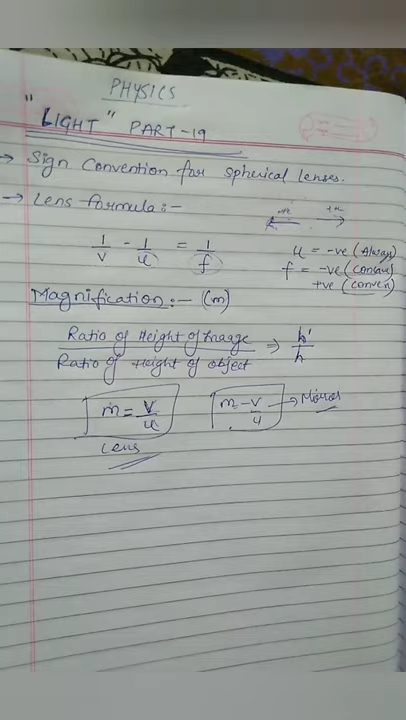 PHYSICS
"LIGHT" PART-19
→ Sign Convention for Spherical lenses.
→ Lens formula:-
-ve +ve
1/v - 1/u = 1/f
u = -ve (Always)
f = -ve (Concave)
+ve (Convex)
Magnification:- (m)
Ratio of Height of Image / Ratio of Height of object ⇒ h'/h
m = v/u
m - v/u → Mirror
Lens